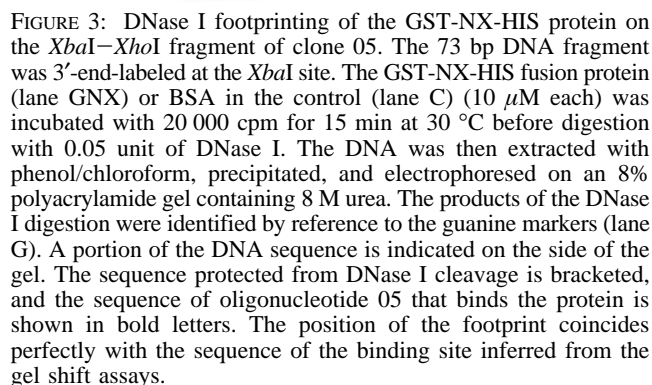 FIGURE 3: DNase I footprinting of the GST-NX-HIS protein on
the XbaI−XhoI fragment of clone 05. The 73 bp DNA fragment
was 3′-end-labeled at the XbaI site. The GST-NX-HIS fusion protein
(lane GNX) or BSA in the control (lane C) (10 μM each) was
incubated with 20 000 cpm for 15 min at 30 °C before digestion
with 0.05 unit of DNase I. The DNA was then extracted with
phenol/chloroform, precipitated, and electrophoresed on an 8%
polyacrylamide gel containing 8 M urea. The products of the DNase
I digestion were identified by reference to the guanine markers (lane
G). A portion of the DNA sequence is indicated on the side of the
gel. The sequence protected from DNase I cleavage is bracketed,
and the sequence of oligonucleotide 05 that binds the protein is
shown in bold letters. The position of the footprint coincides
perfectly with the sequence of the binding site inferred from the
gel shift assays.